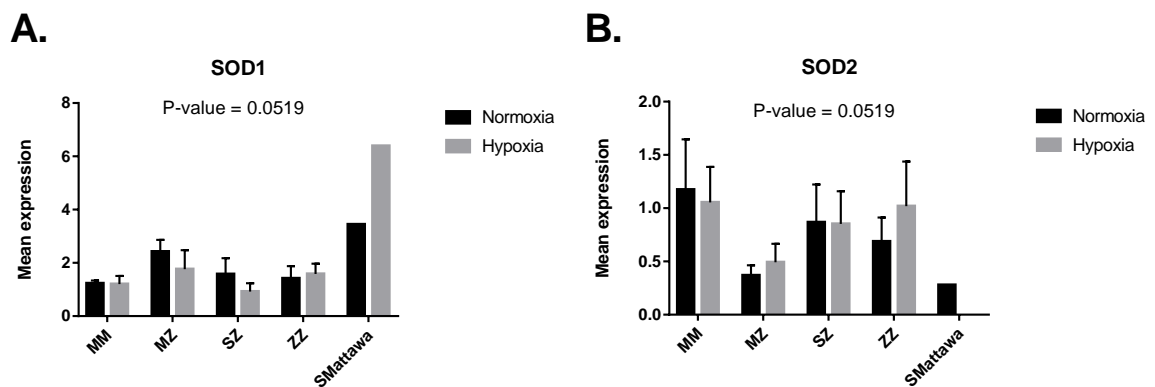 A.
SOD1
P-value = 0.0519
8
6
4
2
0
Mean expression
MM
MZ
SZ
ZZ
SMattawa
Normoxia
Hypoxia
B.
SOD2
P-value = 0.0519
2.0
1.5
1.0
0.5
0.0
Mean expression
MM
MZ
SZ
ZZ
SMattawa
Normoxia
Hypoxia